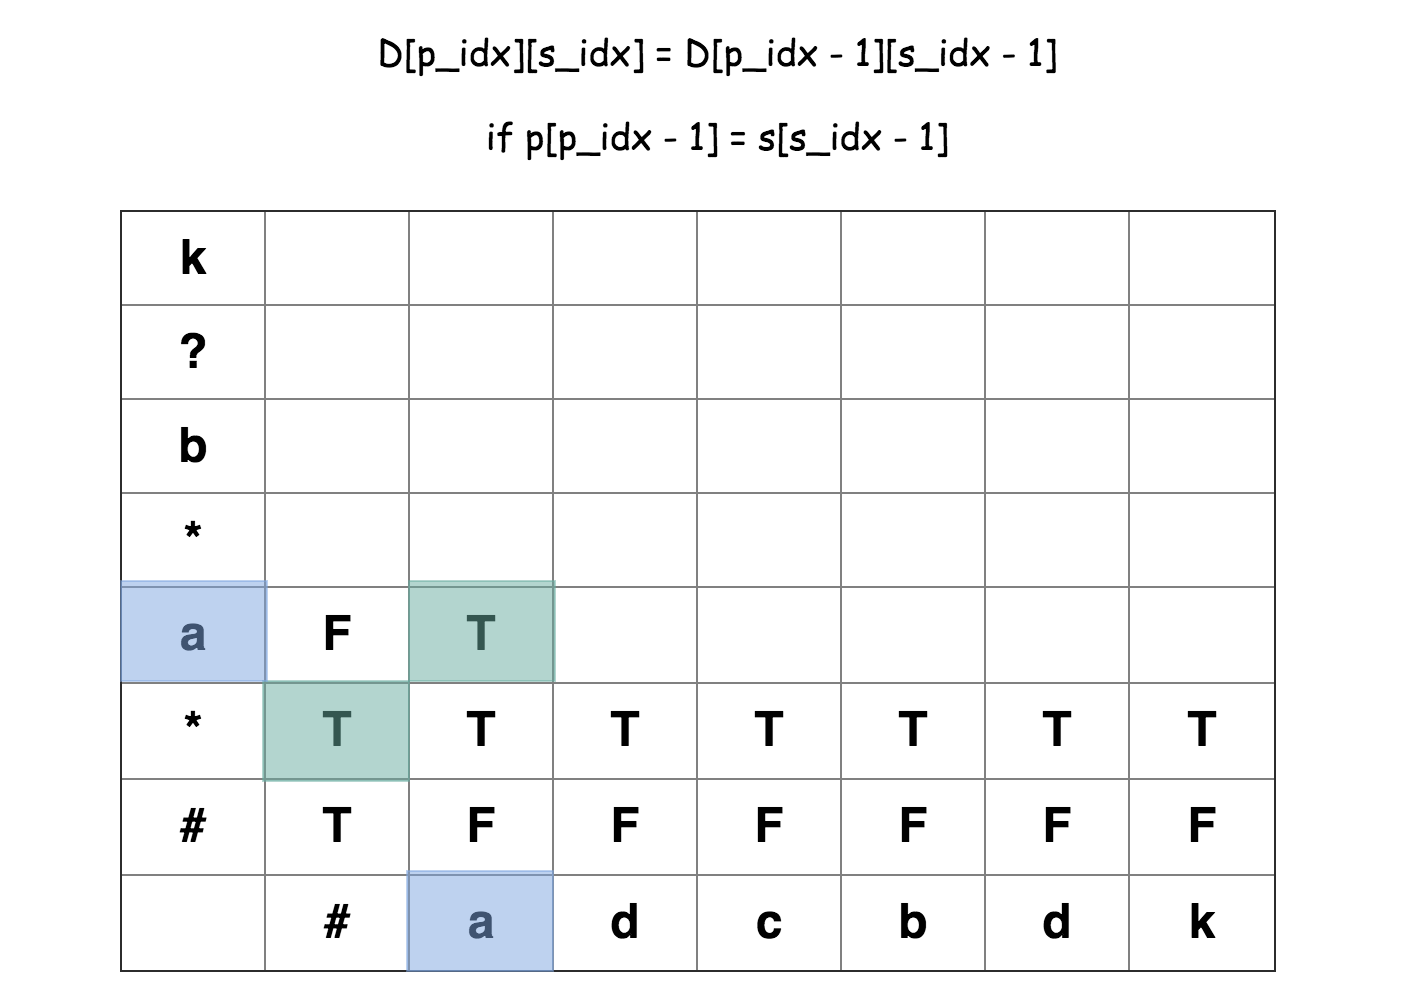 D[p_idx][s_idx] = D[p_idx - 1][s_idx - 1]
if p[p_idx - 1] = s[s_idx - 1]
k
?
b
*
a F T
* T T T T T T T
# T F F F F F F
# a d c b d k